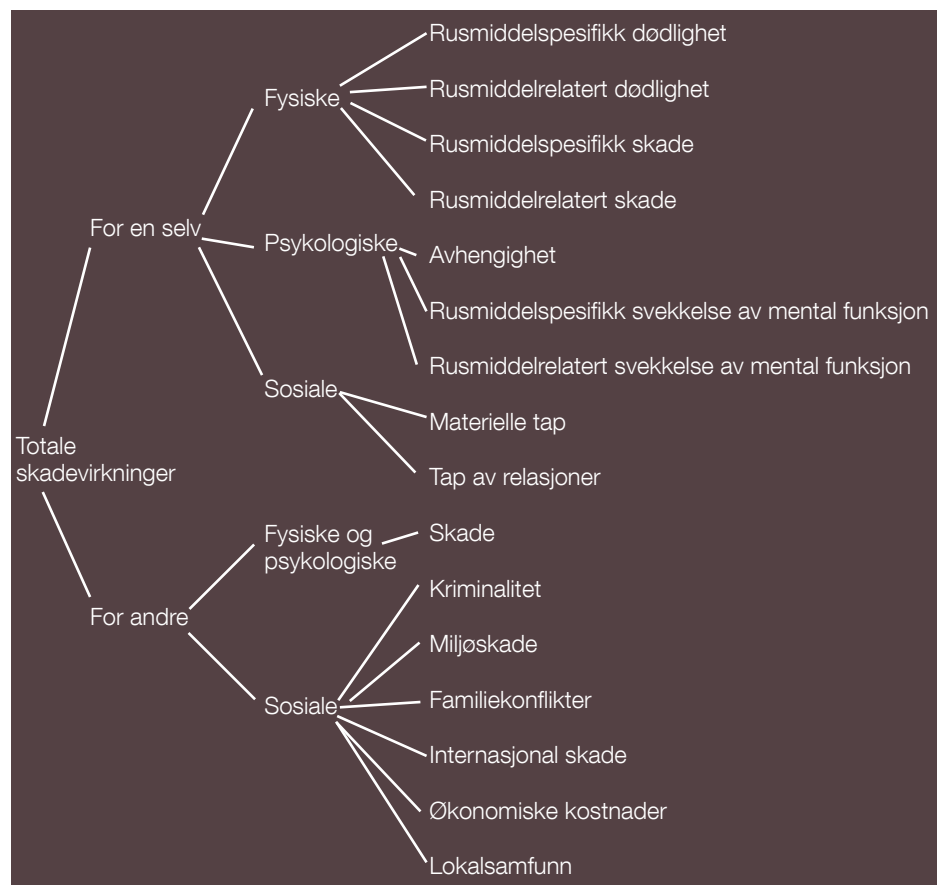 Totale
skadevirkninger
For en selv
Fysiske
Rusmiddelspesifikk dødlighet
Rusmiddelrelatert dødlighet
Rusmiddelspesifikk skade
Rusmiddelrelatert skade
Psykologiske
Avhengighet
Rusmiddelspesifikk svekkelse av mental funksjon
Rusmiddelrelatert svekkelse av mental funksjon
Sosiale
Materielle tap
Tap av relasjoner
For andre
Fysiske og
psykologiske
Skade
Sosiale
Kriminalitet
Miljøskade
Familiekonflikter
Internasjonal skade
Økonomiske kostnader
Lokalsamfunn